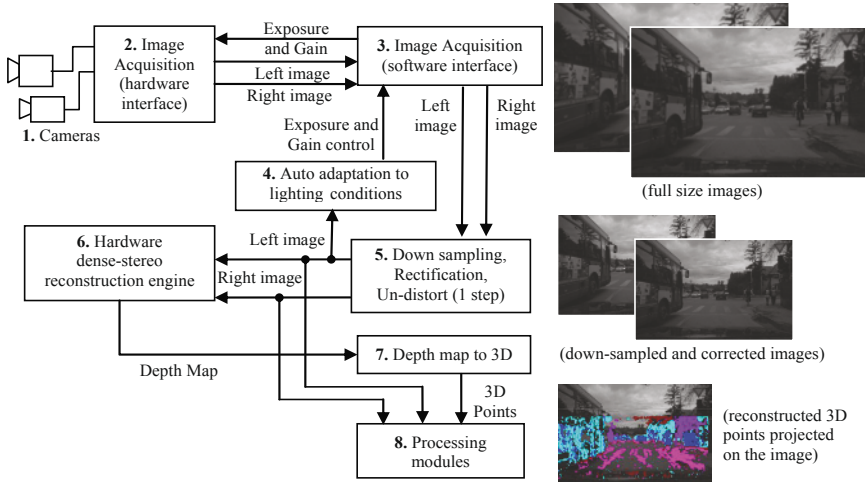 2. Image
Acquisition
(hardware
interface)
Exposure
and Gain
Left image
Right image
3. Image Acquisition
(software interface)
1. Cameras
Exposure and
Gain control
Left
image
Right
image
(full size images)
4. Auto adaptation to
lighting conditions
6. Hardware
dense-stereo
reconstruction engine
Left image
Right image
5. Down sampling,
Rectification,
Un-distort (1 step)
(down-sampled and corrected images)
Depth Map
7. Depth map to 3D
3D
Points
8. Processing
modules
(reconstructed 3D
points projected
on the image)